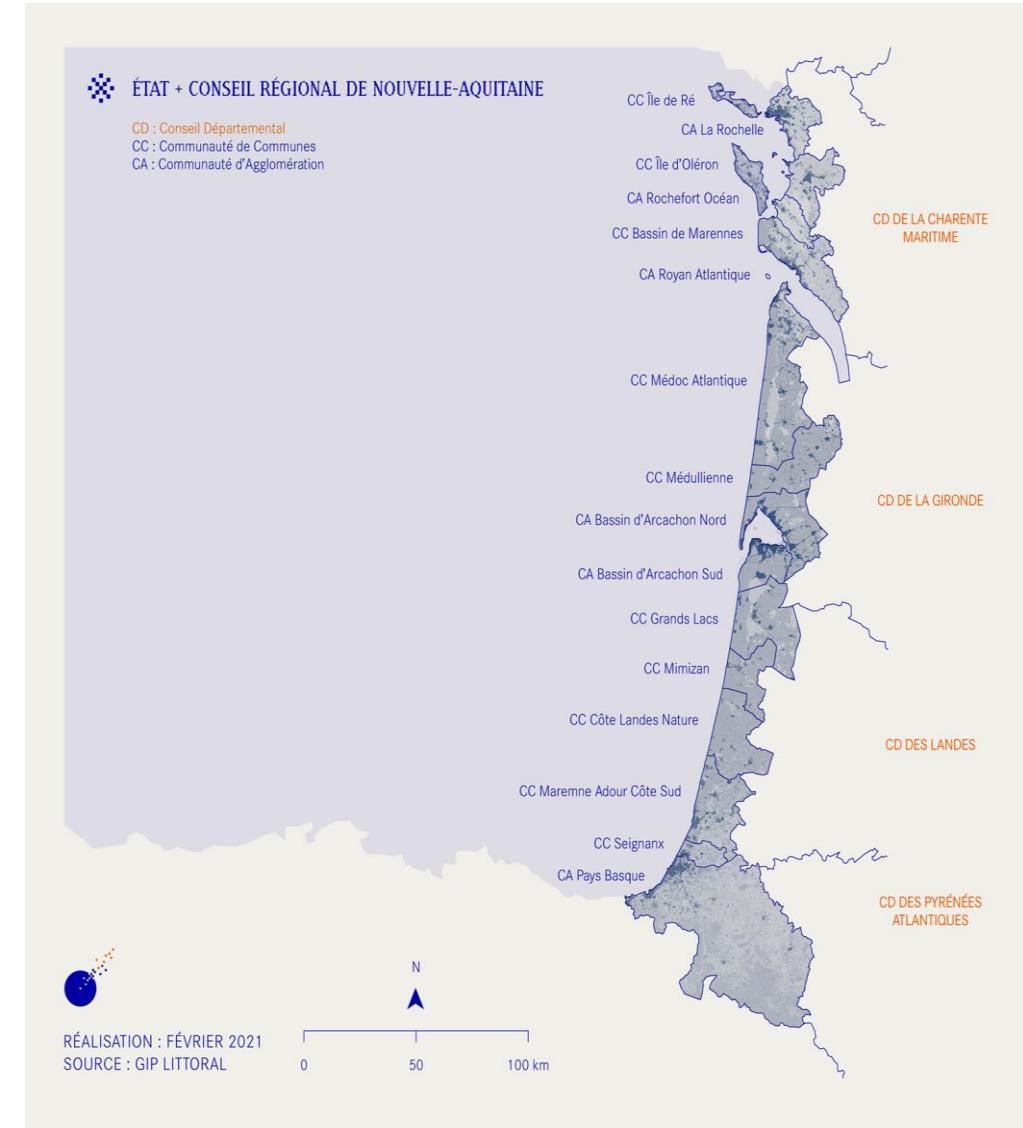 ÉTAT + CONSEIL RÉGIONAL DE NOUVELLE-AQUITAINE
CD : Conseil Départemental
CC : Communauté de Communes
CA : Communauté d'Agglomération
CC Île de Ré
CA La Rochelle
CC Île d'Oléron
CA Rochefort Océan
CC Bassin de Marennes
CA Royan Atlantique
CC Médoc Atlantique
CC Médullienne
CA Bassin d'Arcachon Nord
CA Bassin d'Arcachon Sud
CC Grands Lacs
CC Mimizan
CC Côte Landes Nature
CC Maremne Adour Côte Sud
CC Seignanx
CA Pays Basque
CD DE LA CHARENTE
MARITIME
CD DE LA GIRONDE
CD DES LANDES
CD DES PYRÉNÉES
ATLANTIQUES
N
RÉALISATION : FÉVRIER 2021
SOURCE : GIP LITTORAL
0 50 100 km